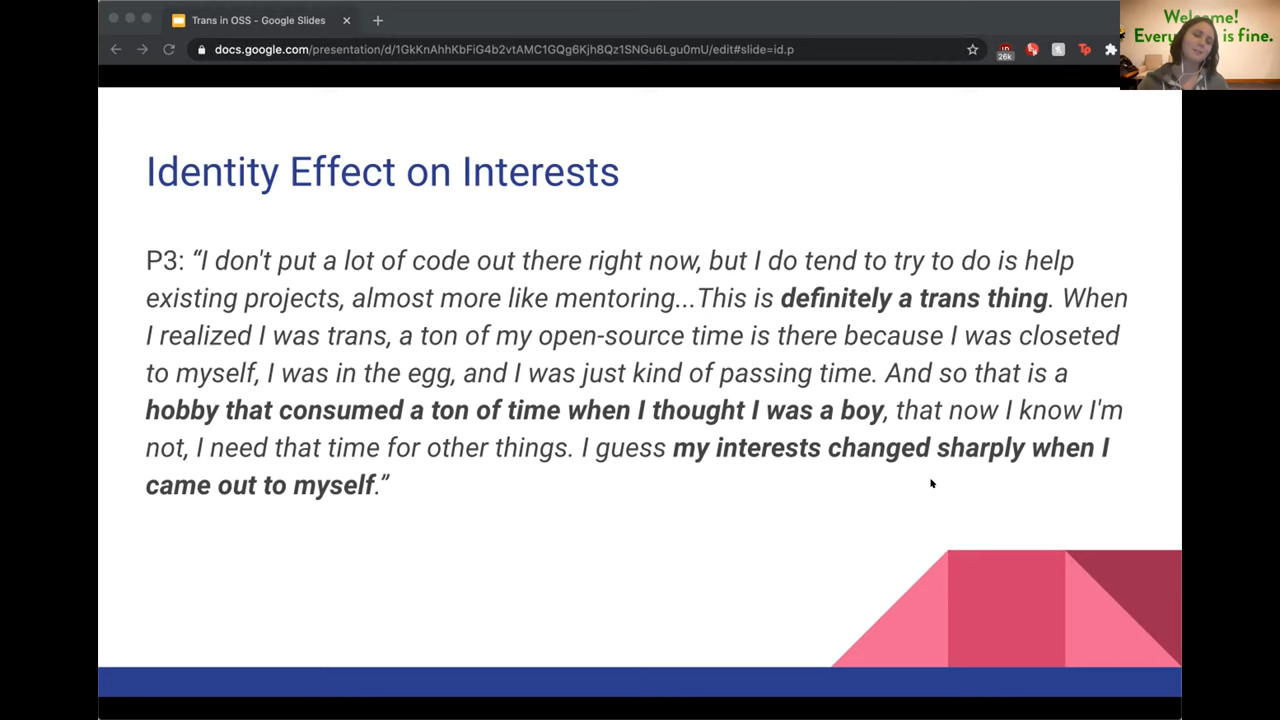 Trans in OSS - Google Slides
docs.google.com/presentation/d/1GkKnAhhKbFiG4b2vtAMC1GQg6Kjh8Qz1SNGu6Lgu0mU/edit#slide=id.p
26k
Tp
Welcome!
is fine.
Identity Effect on Interests
P3: “I don't put a lot of code out there right now, but I do tend to try to do is help
existing projects, almost more like mentoring...This is definitely a trans thing. When
I realized I was trans, a ton of my open-source time is there because I was closeted
to myself, I was in the egg, and I was just kind of passing time. And so that is a
hobby that consumed a ton of time when I thought I was a boy, that now I know I'm
not, I need that time for other things. I guess my interests changed sharply when I
came out to myself.”